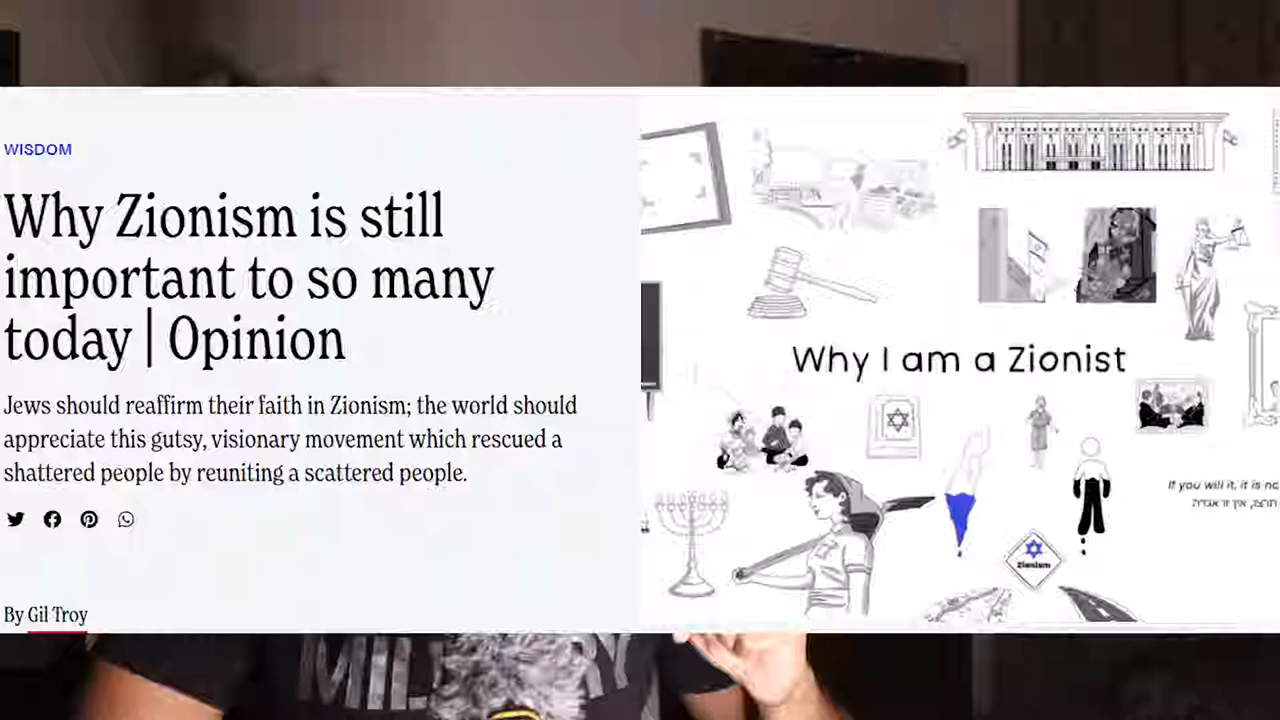 WISDOM
Why Zionism is still
important to so many
today | Opinion
Jews should reaffirm their faith in Zionism; the world should
appreciate this gutsy, visionary movement which rescued a
shattered people by reuniting a scattered people.
By Gil Troy
Why I am a Zionist
If you will it, it is no
Zionism
MIL